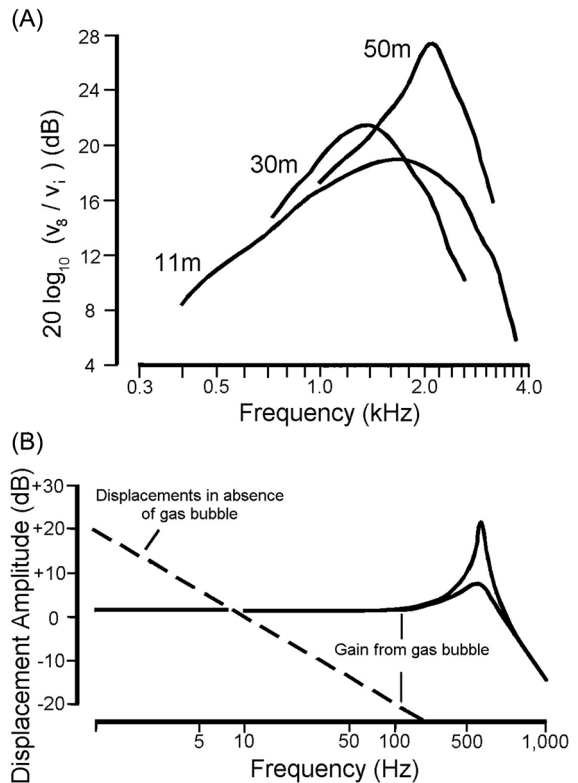 (A)
28
24
20
16
12
8
4
20 log10 (v8 / vi ) (dB)
50m
30m
11m
0.3 0.5 1.0 2.0 4.0
Frequency (kHz)
(B)
+30
+20
+10
0
-10
-20
Displacement Amplitude (dB)
Displacements in absence
of gas bubble
Gain from gas bubble
5 10 50 100 500 1,000
Frequency (Hz)